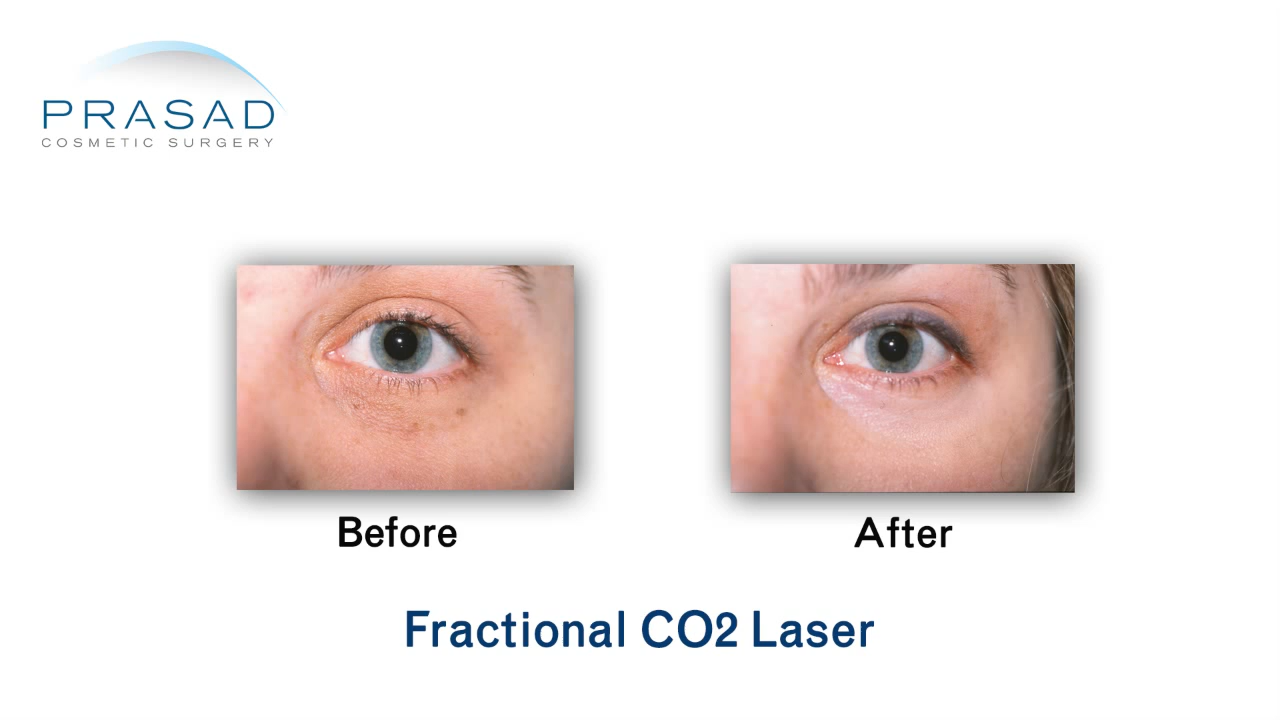 PRASAD
COSMETIC SURGERY
Before
After
Fractional CO2 Laser